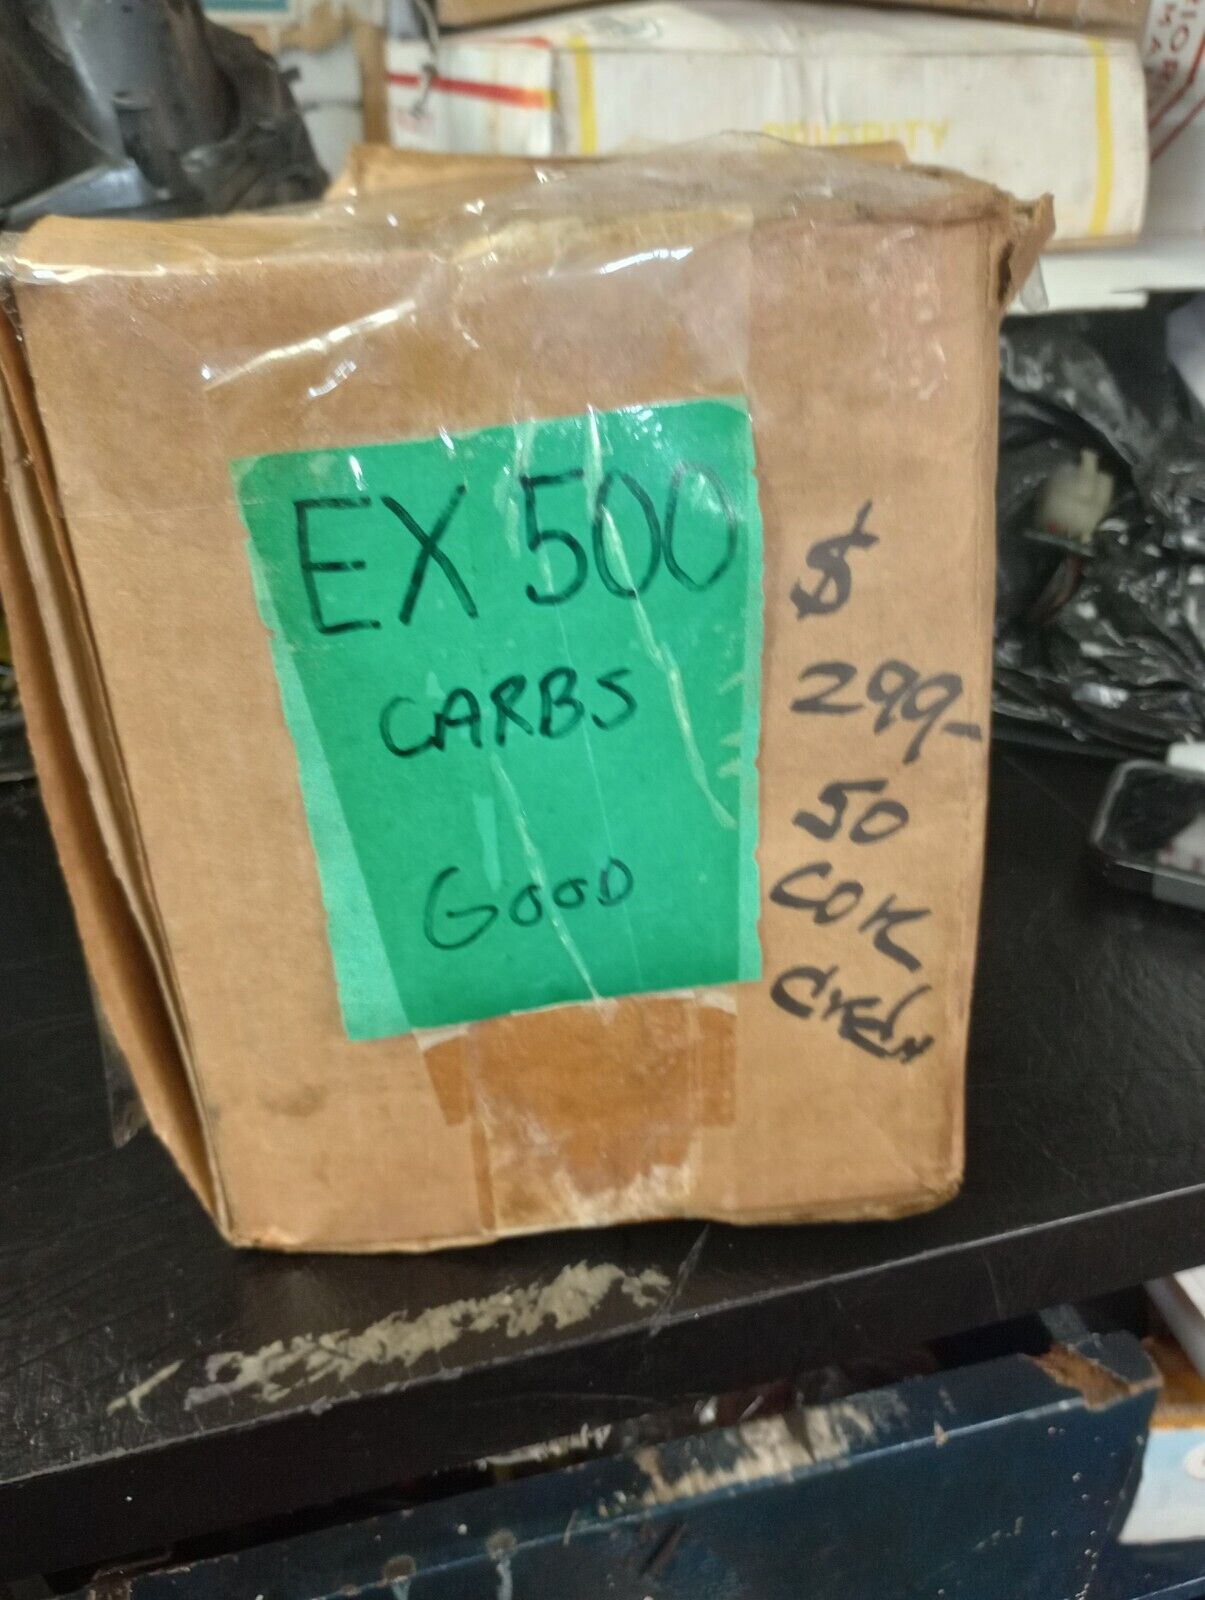 PRIORITY
EX 500
CARBS
GOOD
$
299-
50